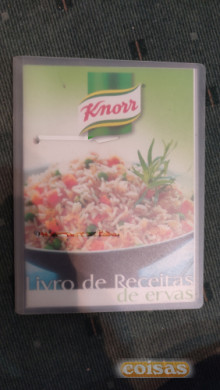 Knorr
Livro de Receitas
de ervas
coisas